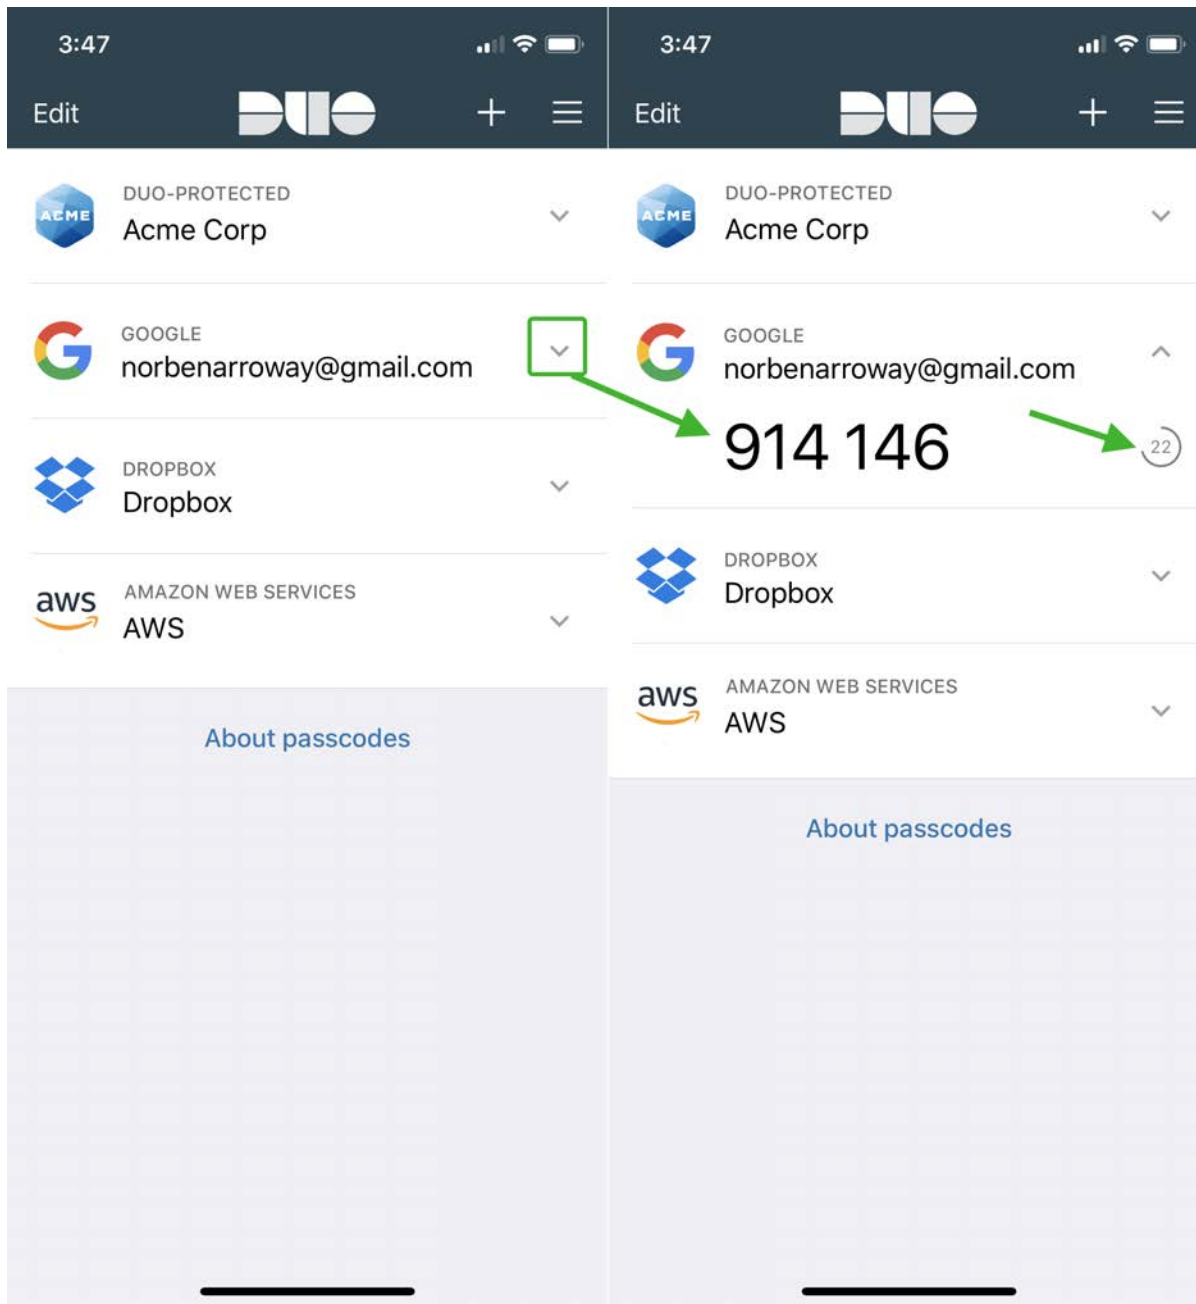 3:47
Edit
DUO
ACME
DUO-PROTECTED
Acme Corp
GOOGLE
norbenarroway@gmail.com
DROPBOX
Dropbox
aws
AMAZON WEB SERVICES
AWS
About passcodes
3:47
Edit
DUO
ACME
DUO-PROTECTED
Acme Corp
GOOGLE
norbenarroway@gmail.com
914 146
22
DROPBOX
Dropbox
aws
AMAZON WEB SERVICES
AWS
About passcodes